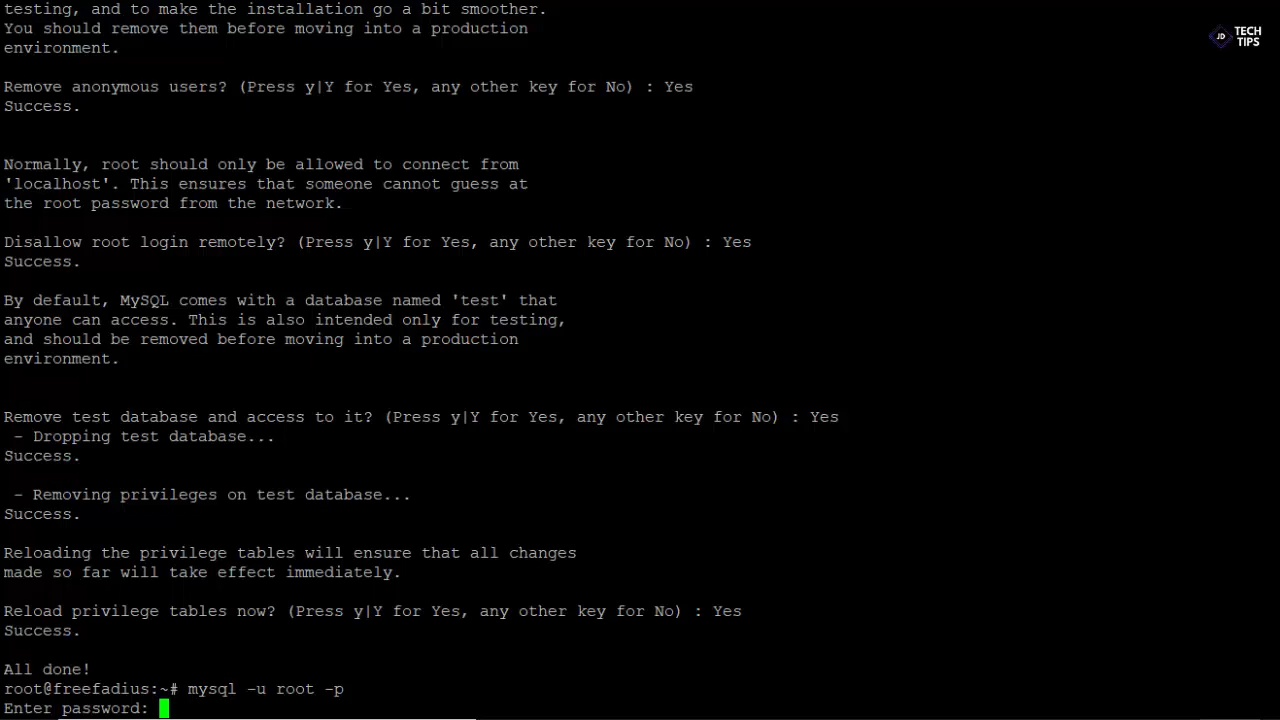 testing, and to make the installation go a bit smoother.
You should remove them before moving into a production
environment.
Remove anonymous users? (Press y|Y for Yes, any other key for No) : Yes
Success.
Normally, root should only be allowed to connect from
'localhost'. This ensures that someone cannot guess at
the root password from the network.
Disallow root login remotely? (Press y|Y for Yes, any other key for No) : Yes
Success.
By default, MySQL comes with a database named 'test' that
anyone can access. This is also intended only for testing,
and should be removed before moving into a production
environment.
Remove test database and access to it? (Press y|Y for Yes, any other key for No) : Yes
 - Dropping test database...
Success.
 - Removing privileges on test database...
Success.
Reloading the privilege tables will ensure that all changes
made so far will take effect immediately.
Reload privilege tables now? (Press y|Y for Yes, any other key for No) : Yes
Success.
All done!
root@freefadius:~# mysql -u root -p
Enter password:
JD
TECH
TIPS